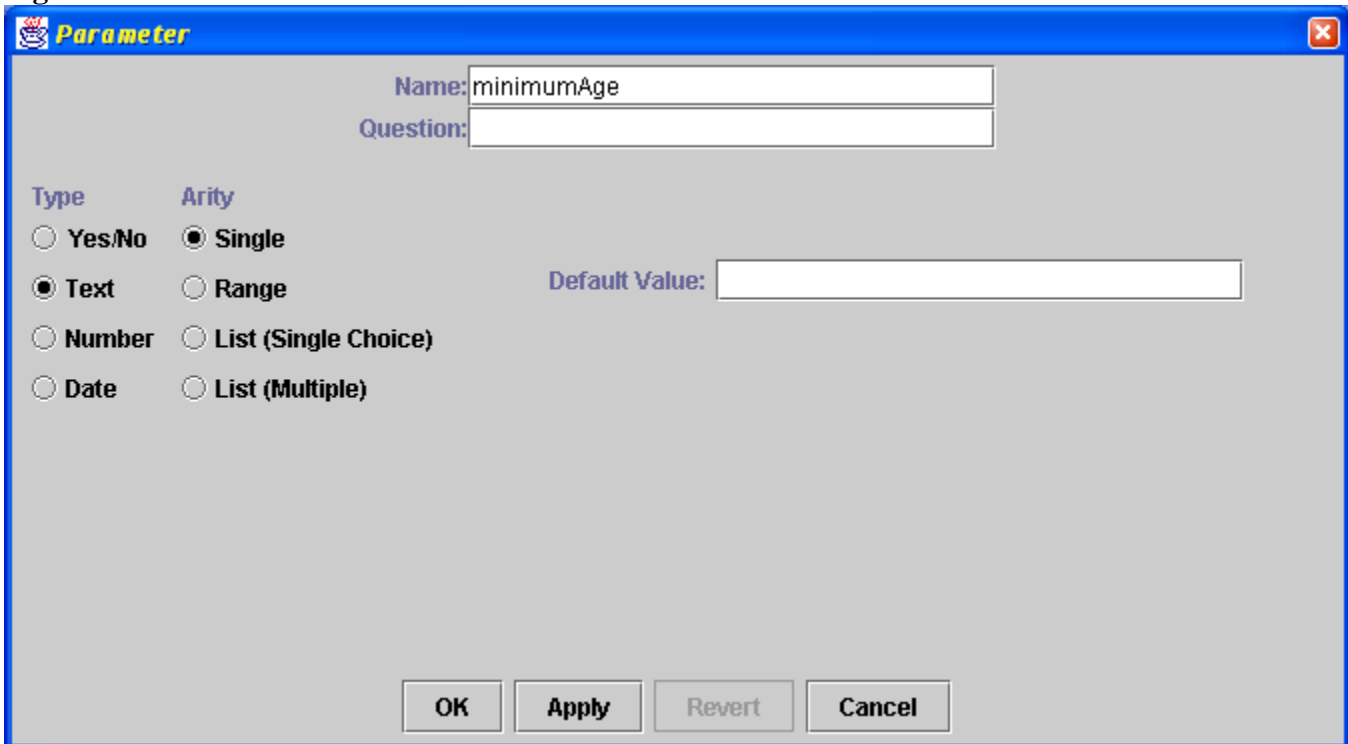 Parameter
Name: minimumAge
Question:
Type Arity
Yes/No Single
Text Range
Default Value:
Number List (Single Choice)
Date List (Multiple)
OK Apply Revert Cancel